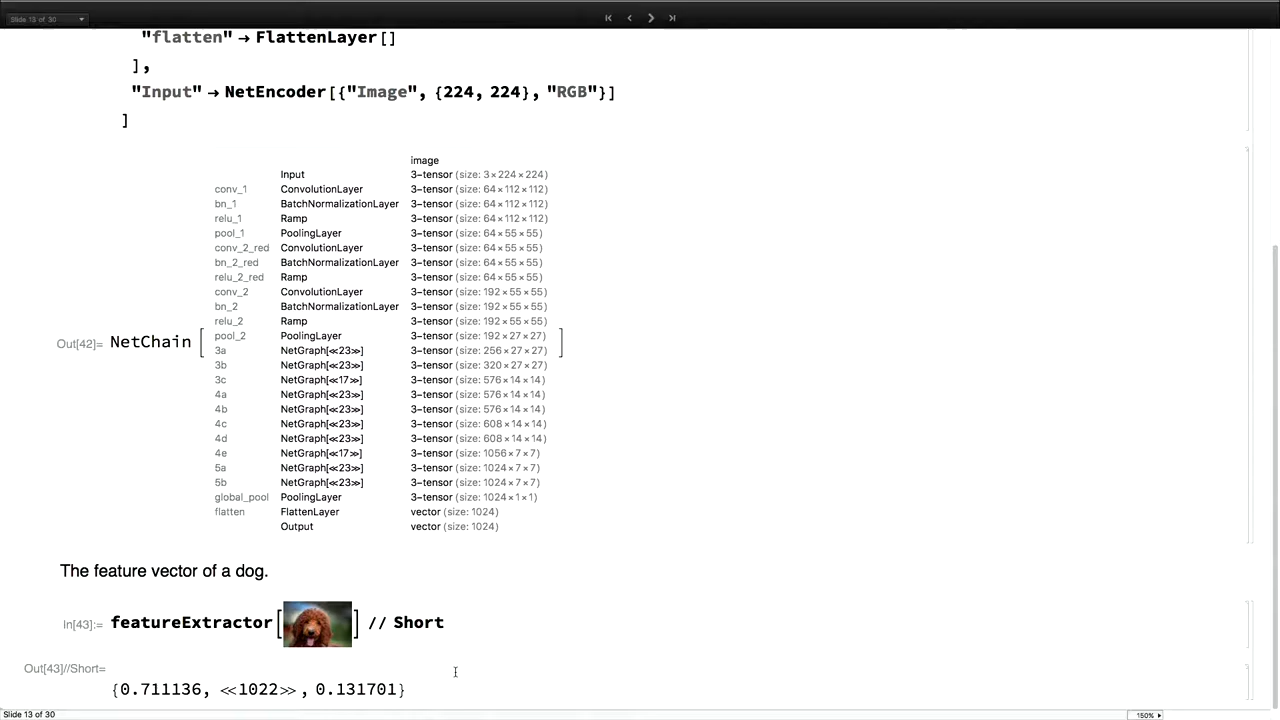 Slide 13 of 30
"flatten" → FlattenLayer[]
],
"Input" → NetEncoder[{"Image", {224, 224}, "RGB"}]
]
image
Input 3-tensor (size: 3×224×224)
conv_1 ConvolutionLayer 3-tensor (size: 64×112×112)
bn_1 BatchNormalizationLayer 3-tensor (size: 64×112×112)
relu_1 Ramp 3-tensor (size: 64×112×112)
pool_1 PoolingLayer 3-tensor (size: 64×55×55)
conv_2_red ConvolutionLayer 3-tensor (size: 64×55×55)
bn_2_red BatchNormalizationLayer 3-tensor (size: 64×55×55)
relu_2_red Ramp 3-tensor (size: 64×55×55)
conv_2 ConvolutionLayer 3-tensor (size: 192×55×55)
bn_2 BatchNormalizationLayer 3-tensor (size: 192×55×55)
relu_2 Ramp 3-tensor (size: 192×55×55)
pool_2 PoolingLayer 3-tensor (size: 192×27×27)
Out[42]= NetChain [ ]
3a NetGraph[≪23≫] 3-tensor (size: 256×27×27)
3b NetGraph[≪23≫] 3-tensor (size: 320×27×27)
3c NetGraph[≪17≫] 3-tensor (size: 576×14×14)
4a NetGraph[≪23≫] 3-tensor (size: 576×14×14)
4b NetGraph[≪23≫] 3-tensor (size: 576×14×14)
4c NetGraph[≪23≫] 3-tensor (size: 608×14×14)
4d NetGraph[≪23≫] 3-tensor (size: 608×14×14)
4e NetGraph[≪17≫] 3-tensor (size: 1056×7×7)
5a NetGraph[≪23≫] 3-tensor (size: 1024×7×7)
5b NetGraph[≪23≫] 3-tensor (size: 1024×7×7)
global_pool PoolingLayer 3-tensor (size: 1024×1×1)
flatten FlattenLayer vector (size: 1024)
Output vector (size: 1024)
The feature vector of a dog.
In[43]:= featureExtractor[ ] // Short
Out[43]//Short=
{0.711136, ≪1022≫, 0.131701}
Slide 13 of 30
150%